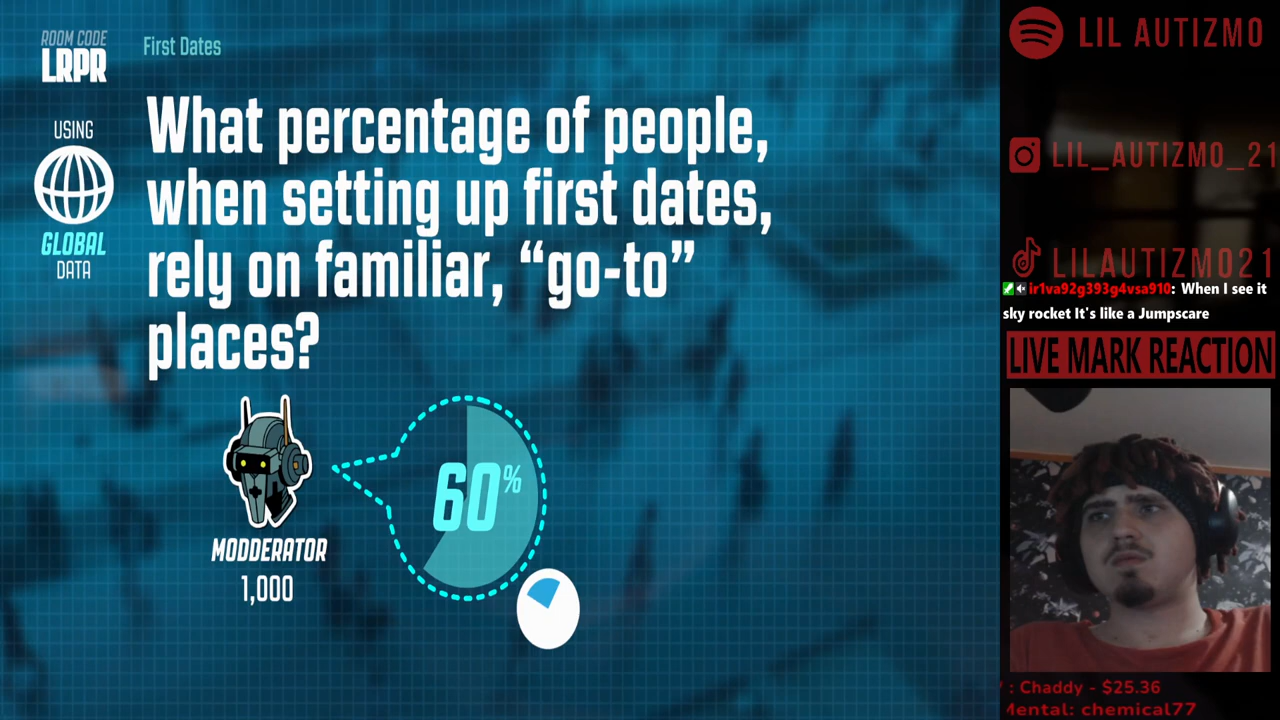 ROOM CODE
LRPR
First Dates
USING
GLOBAL
DATA
What percentage of people,
when setting up first dates,
rely on familiar, “go-to”
places?
60%
MODDERATOR
1,000
LIL AUTIZMO
LIL_AUTIZMO_21
LILAUTIZMO21
ir1va92g393g4vsa910: When I see it
sky rocket It's like a Jumpscare
LIVE MARK REACTION
: Chaddy - $25.36
Mental: chemical77